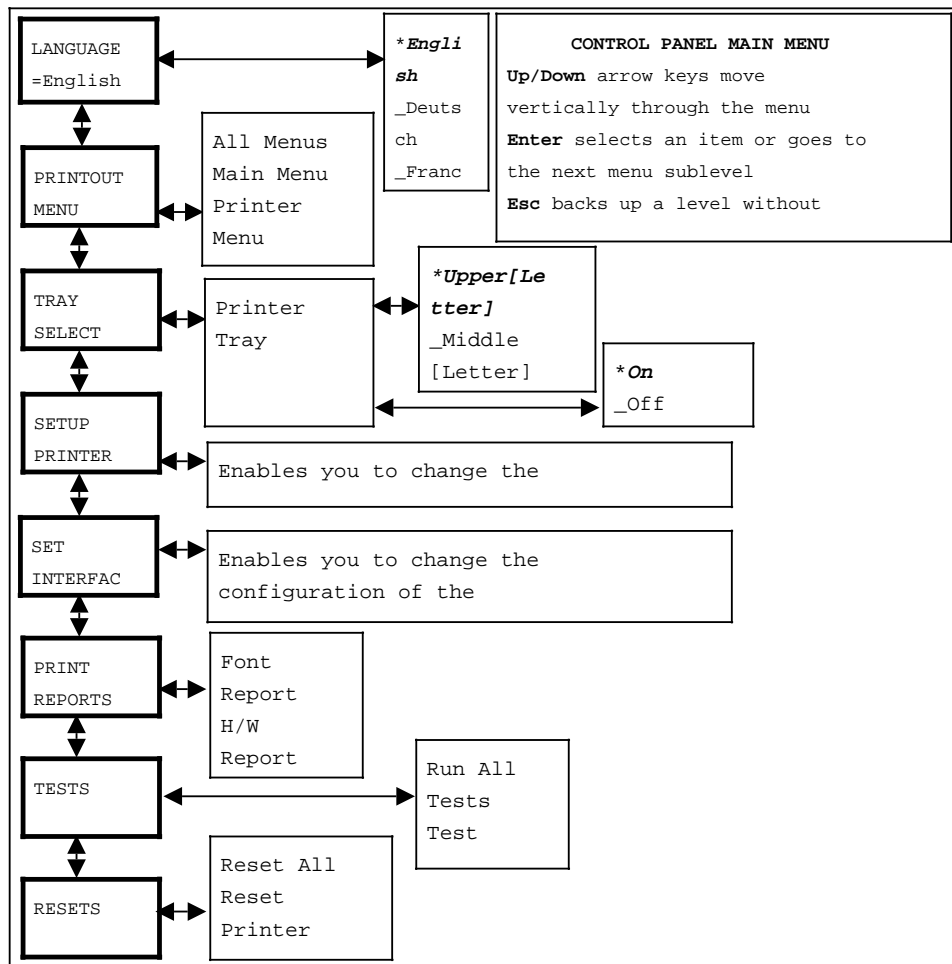 LANGUAGE
=English
*Engli
sh
_Deuts
ch
_Franc
CONTROL PANEL MAIN MENU
Up/Down arrow keys move
vertically through the menu
Enter selects an item or goes to
the next menu sublevel
Esc backs up a level without
PRINTOUT
MENU
All Menus
Main Menu
Printer
Menu
TRAY
SELECT
Printer
Tray
*Upper[Le
tter]
_Middle
[Letter]
*On
_Off
SETUP
PRINTER
Enables you to change the
SET
INTERFAC
Enables you to change the
configuration of the
PRINT
REPORTS
Font
Report
H/W
Report
TESTS
Run All
Tests
Test
RESETS
Reset All
Reset
Printer